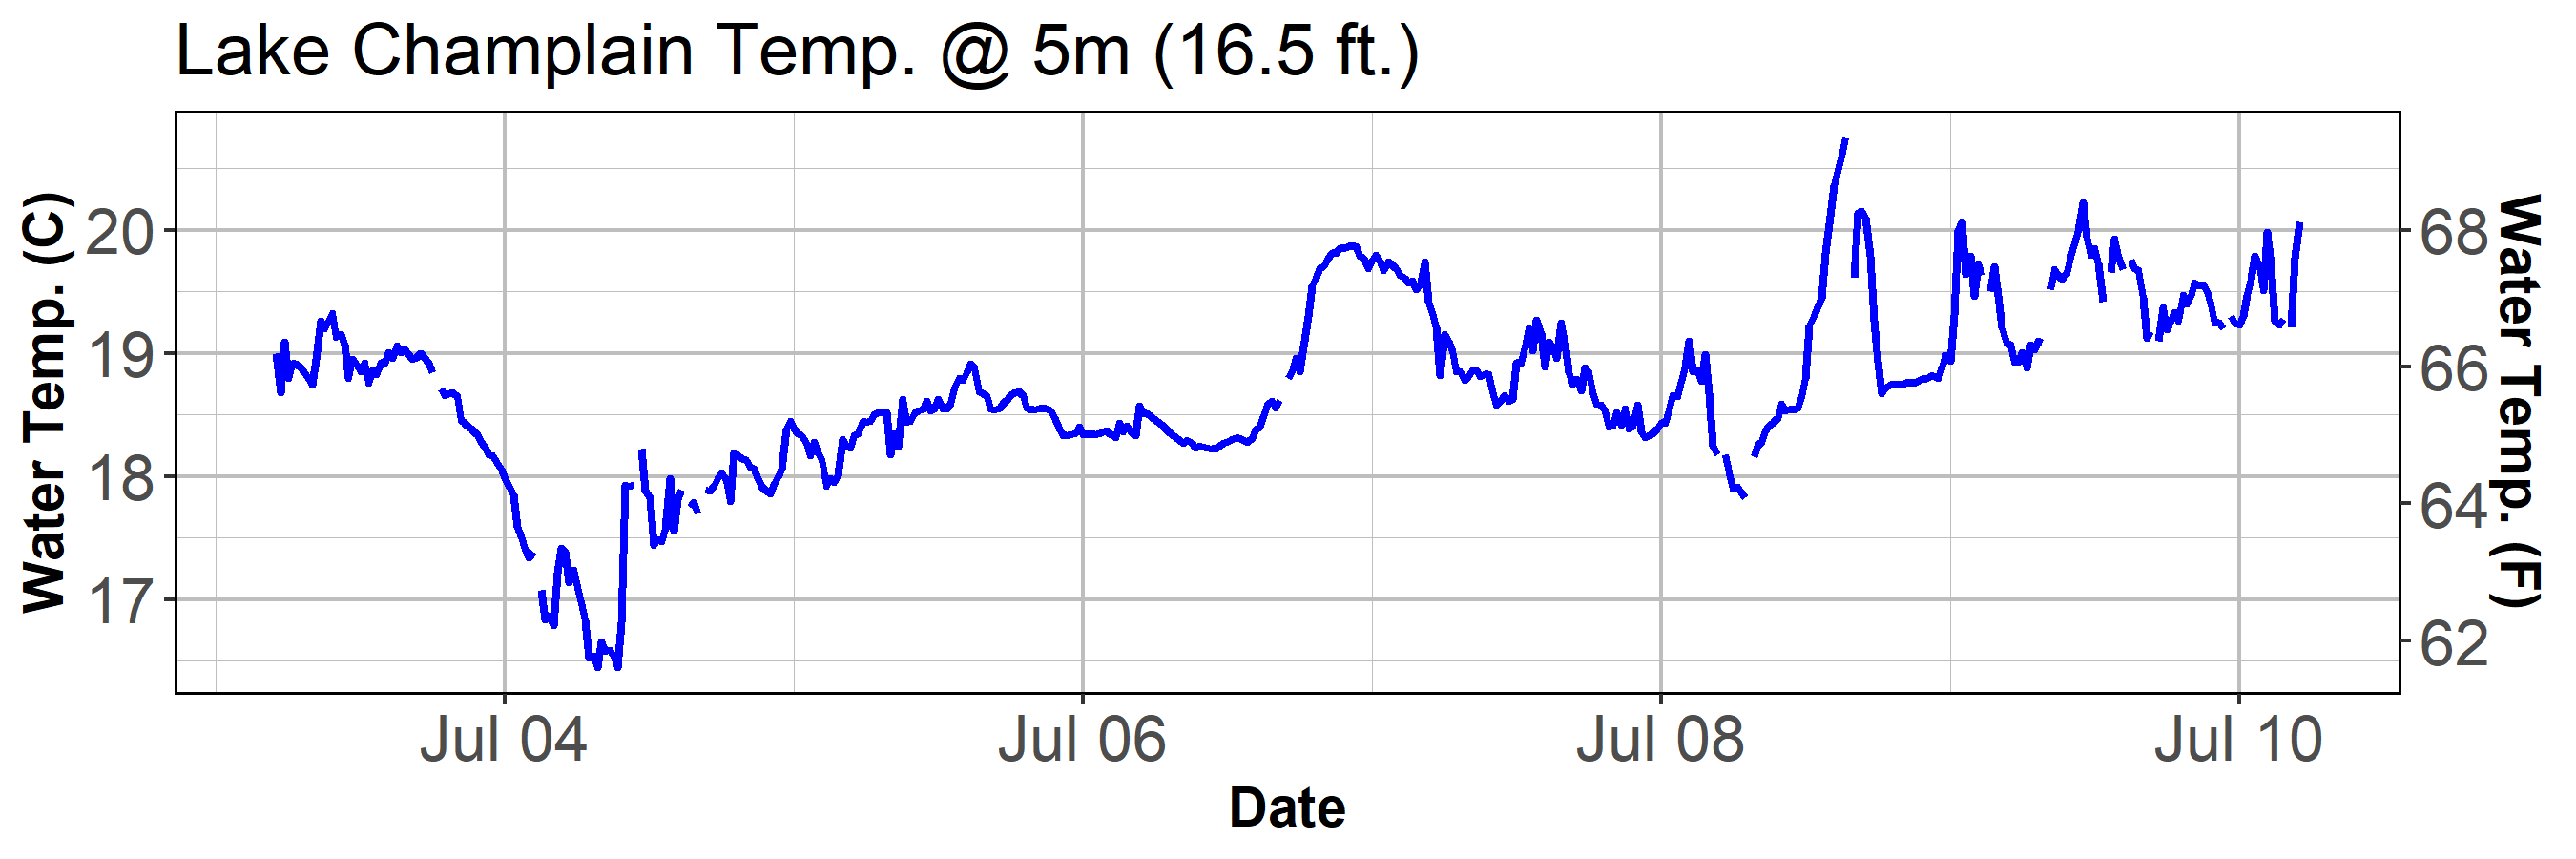 Lake Champlain Temp. @ 5m (16.5 ft.)
Water Temp. (C)
20
19
18
17
68
66
64
62
Water Temp. (F)
Jul 04
Jul 06
Jul 08
Jul 10
Date